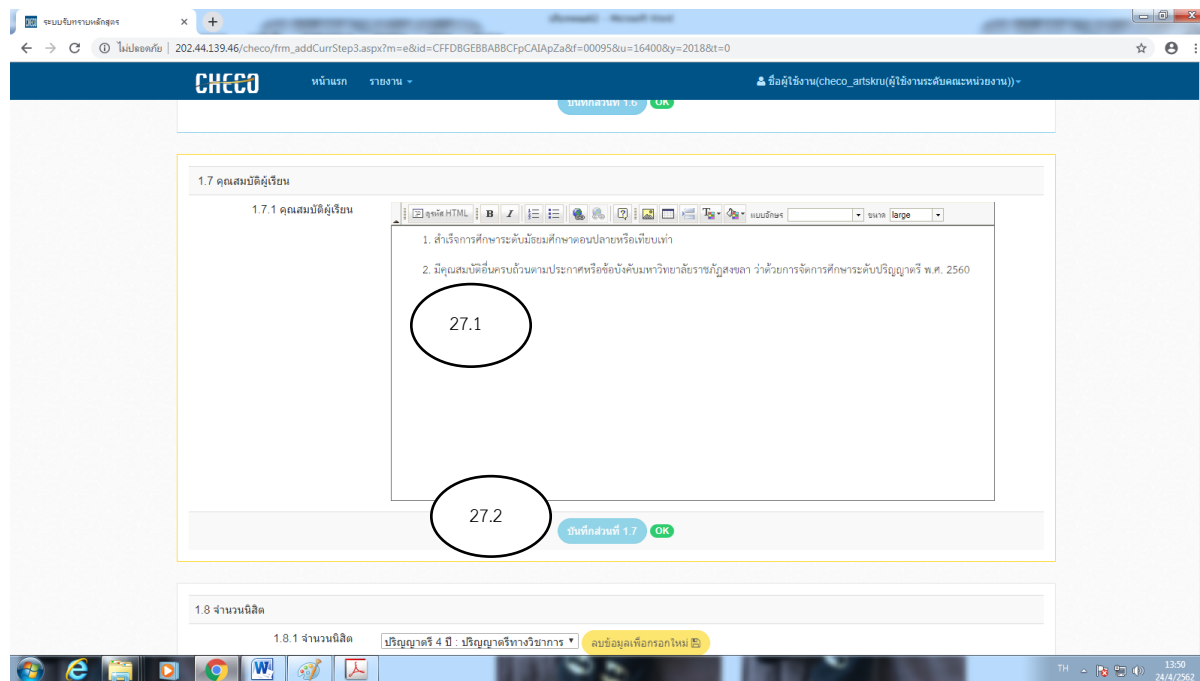 ระบบรับทราบหลักสูตร
ไม่ปลอดภัย | 202.44.139.46/checo/frm_addCurrStep3.aspx?m=e&id=CFFDBGEBBABBCFpCAIApZa&f=00095&u=16400&y=2018&t=0
CHECO หน้าแรก รายงาน ชื่อผู้ใช้งาน(checo_artskru(ผู้ใช้งานระดับคณะหน่วยงาน))
บันทึกส่วนที่ 1.6 OK
1.7 คุณสมบัติผู้เรียน
1.7.1 คุณสมบัติผู้เรียน
ดูรหัส HTML B I แบบอักษร ขนาด large
1. สำเร็จการศึกษาระดับมัธยมศึกษาตอนปลายหรือเทียบเท่า
2. มีคุณสมบัติอื่นครบถ้วนตามประกาศหรือข้อบังคับมหาวิทยาลัยราชภัฏสงขลา ว่าด้วยการจัดการศึกษาระดับปริญญาตรี พ.ศ. 2560
27.1
27.2
บันทึกส่วนที่ 1.7 OK
1.8 จำนวนนิสิต
1.8.1 จำนวนนิสิต ปริญญาตรี 4 ปี : ปริญญาตรีทางวิชาการ ลบข้อมูลเพื่อกรอกใหม่
TH 13:50
24/4/2562